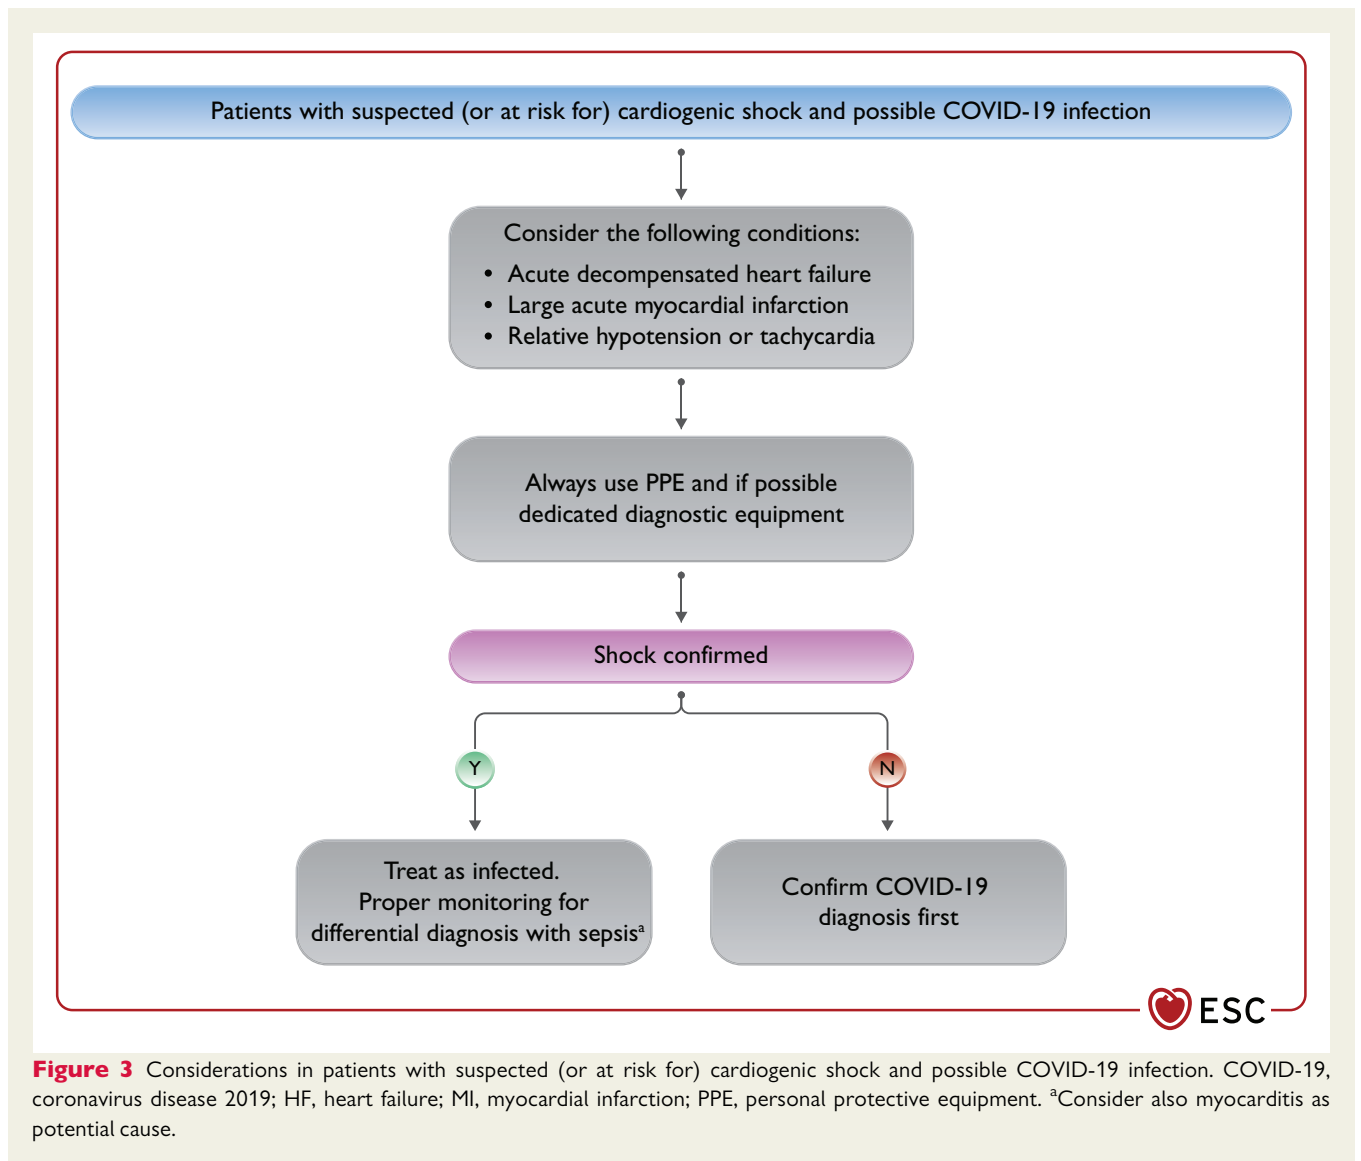 Patients with suspected (or at risk for) cardiogenic shock and possible COVID-19 infection
Consider the following conditions:
• Acute decompensated heart failure
• Large acute myocardial infarction
• Relative hypotension or tachycardia
Always use PPE and if possible
dedicated diagnostic equipment
Shock confirmed
Y
N
Treat as infected.
Proper monitoring for
differential diagnosis with sepsisᵃ
Confirm COVID-19
diagnosis first
ESC
Figure 3 Considerations in patients with suspected (or at risk for) cardiogenic shock and possible COVID-19 infection. COVID-19,
coronavirus disease 2019; HF, heart failure; MI, myocardial infarction; PPE, personal protective equipment. ᵃConsider also myocarditis as
potential cause.